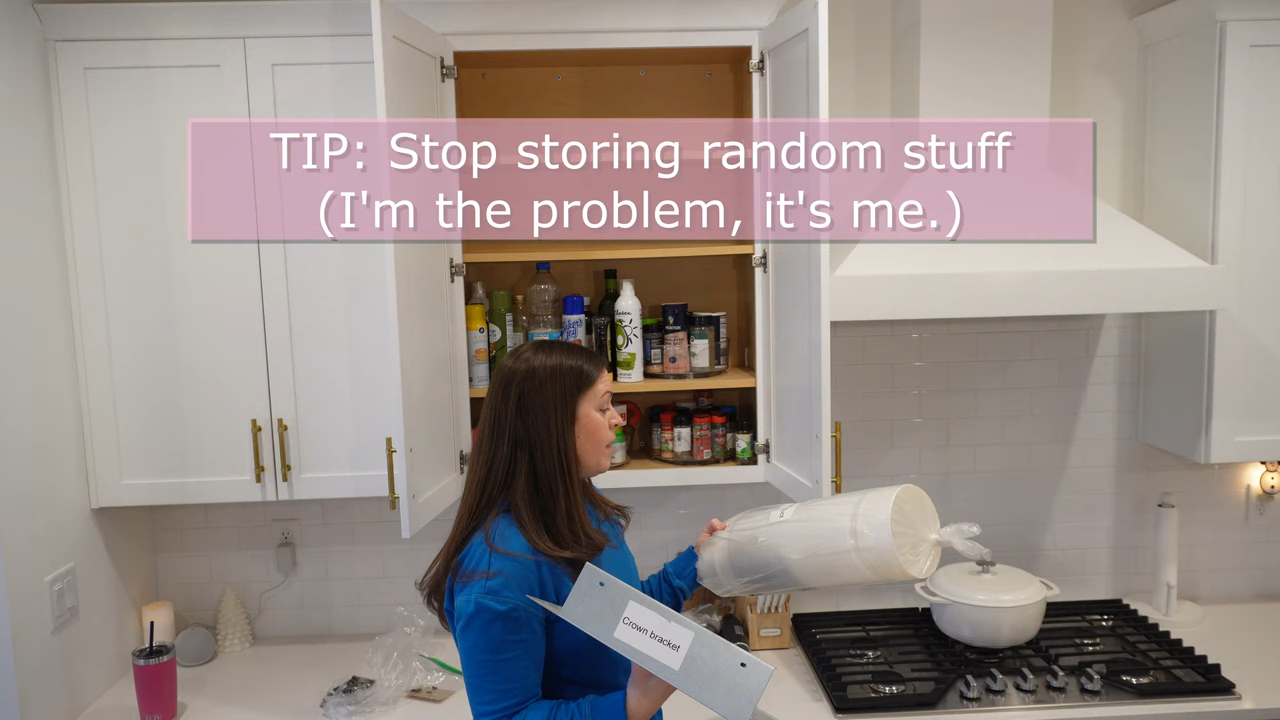 TIP: Stop storing random stuff
(I'm the problem, it's me.)
Crown bracket